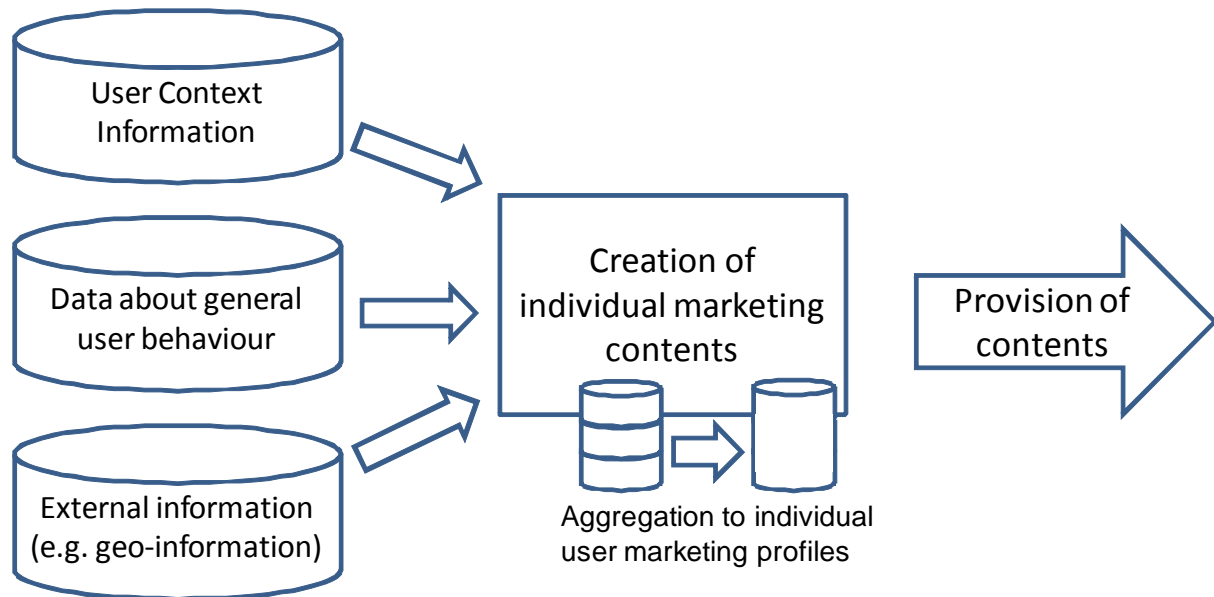 User Context
Information
Data about general
user behaviour
External information
(e.g. geo-information)
Creation of
individual marketing
contents
Aggregation to individual
user marketing profiles
Provision of
contents